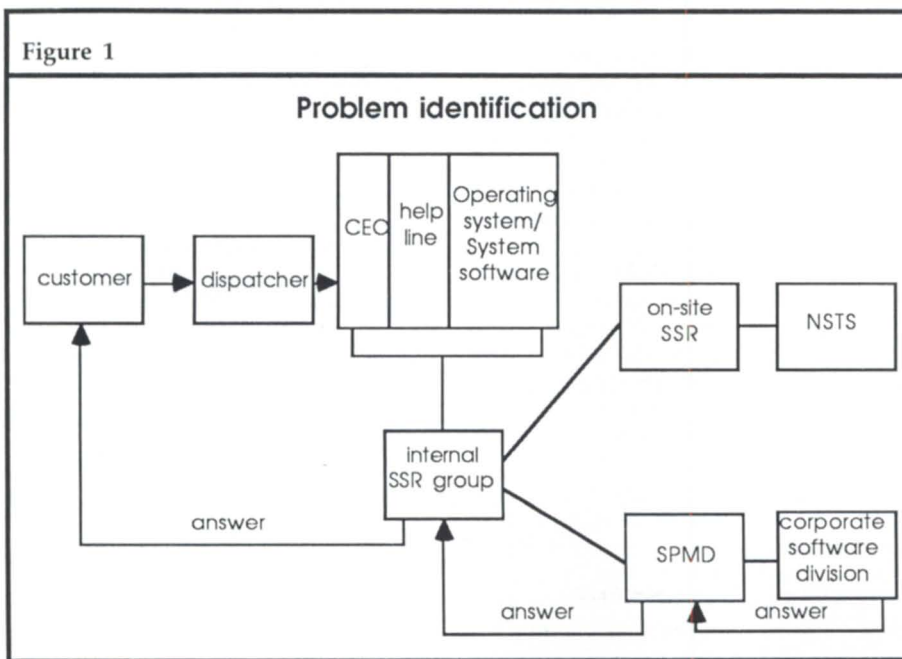 Figure 1
Problem identification
customer
dispatcher
CEO
help
line
Operating
system/
System
software
on-site
SSR
NSTS
internal
SSR group
answer
SPMD
corporate
software
division
answer
answer